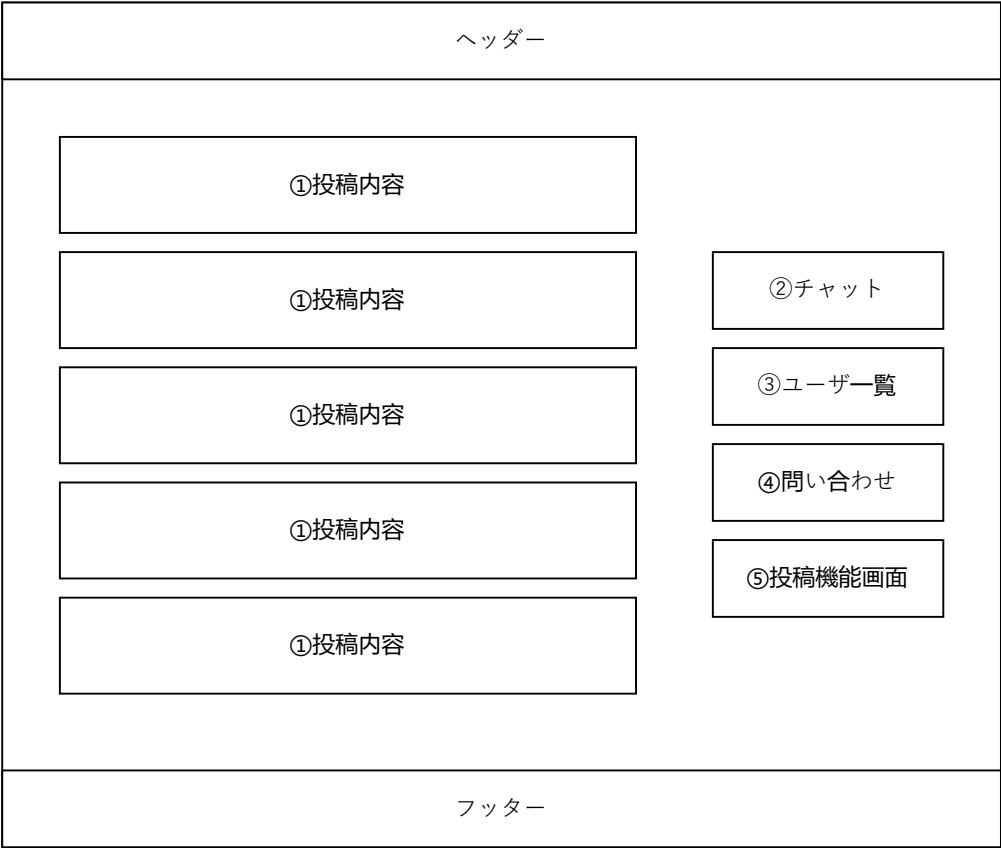 ヘッダー
①投稿内容
①投稿内容
①投稿内容
①投稿内容
①投稿内容
②チャット
③ユーザ一覧
④問い合わせ
⑤投稿機能画面
フッター